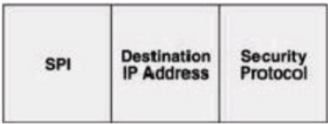 SPI
Destination
IP Address
Security
Protocol